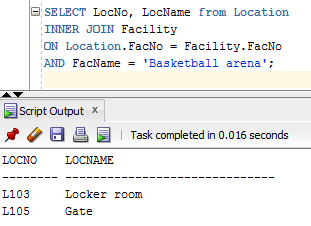 SELECT LocNo, LocName from Location
INNER JOIN Facility
ON Location.FacNo = Facility.FacNo
AND FacName = 'Basketball arena';
Script Output x
Task completed in 0.016 seconds
LOCNO LOCNAME
-------- ------------------------------
L103 Locker room
L105 Gate